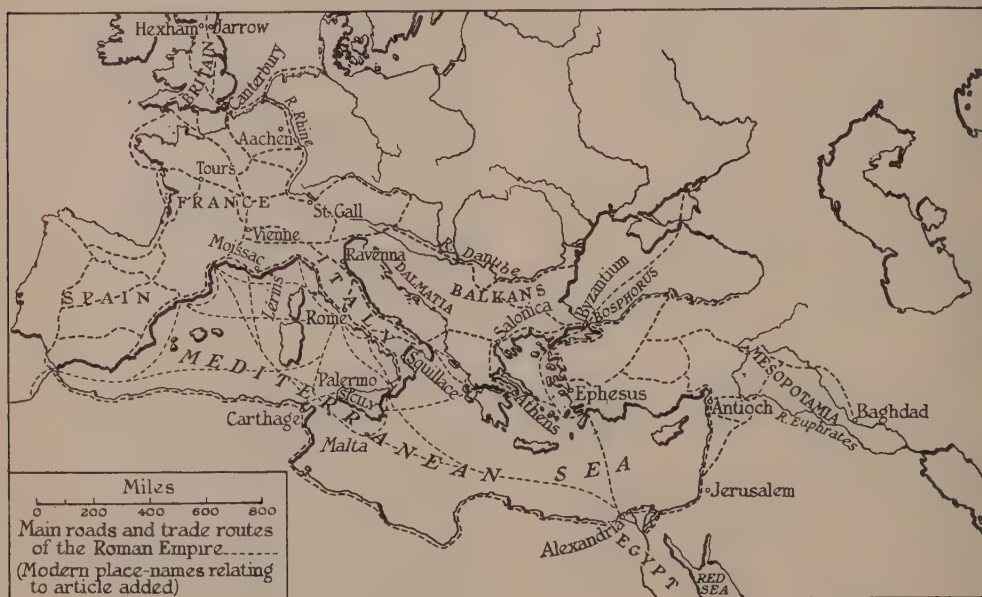 Hexham
Jarrow
BRITAIN
Canterbury
R. Rhine
Aachen
Tours
FRANCE
St. Gall
Vienne
Moissac
Lerins
Ravenna
R. Danube
DALMATIA
BALKANS
ITALY
SPAIN
Rome
Salonica
Byzantium
BOSPHORUS
MEDITERRANEAN SEA
Squillace
Palermo
SICILY
Athens
Ephesus
Carthage
Malta
Antioch
MESOPOTAMIA
R. Euphrates
Baghdad
Jerusalem
Alexandria
EGYPT
RED
SEA
Miles
0 200 400 600 800
Main roads and trade routes
of the Roman Empire
(Modern place-names relating
to article added)